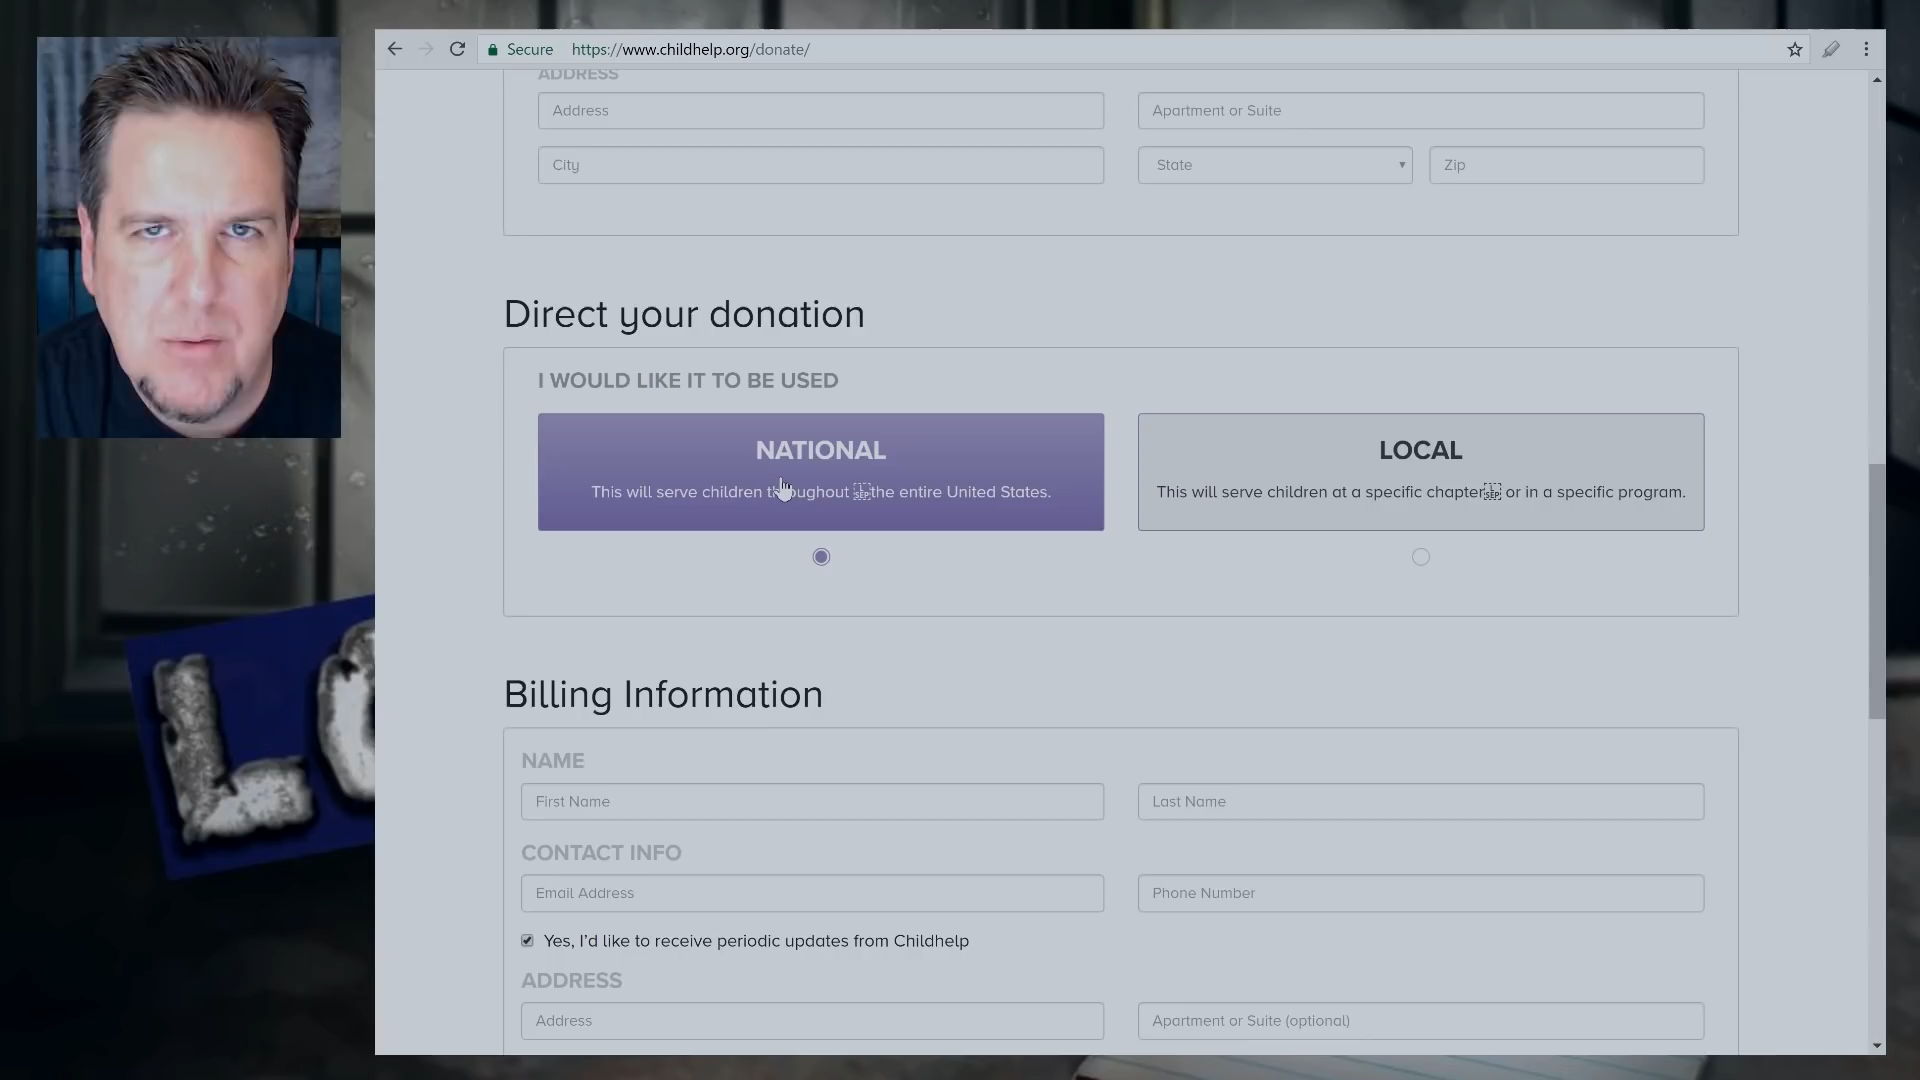 Secure https://www.childhelp.org/donate/
ADDRESS
Address
Apartment or Suite
City
State
Zip
Direct your donation
I WOULD LIKE IT TO BE USED
NATIONAL
This will serve children throughout the entire United States.
LOCAL
This will serve children at a specific chapter or in a specific program.
Billing Information
NAME
First Name
Last Name
CONTACT INFO
Email Address
Phone Number
Yes, I'd like to receive periodic updates from Childhelp
ADDRESS
Address
Apartment or Suite (optional)